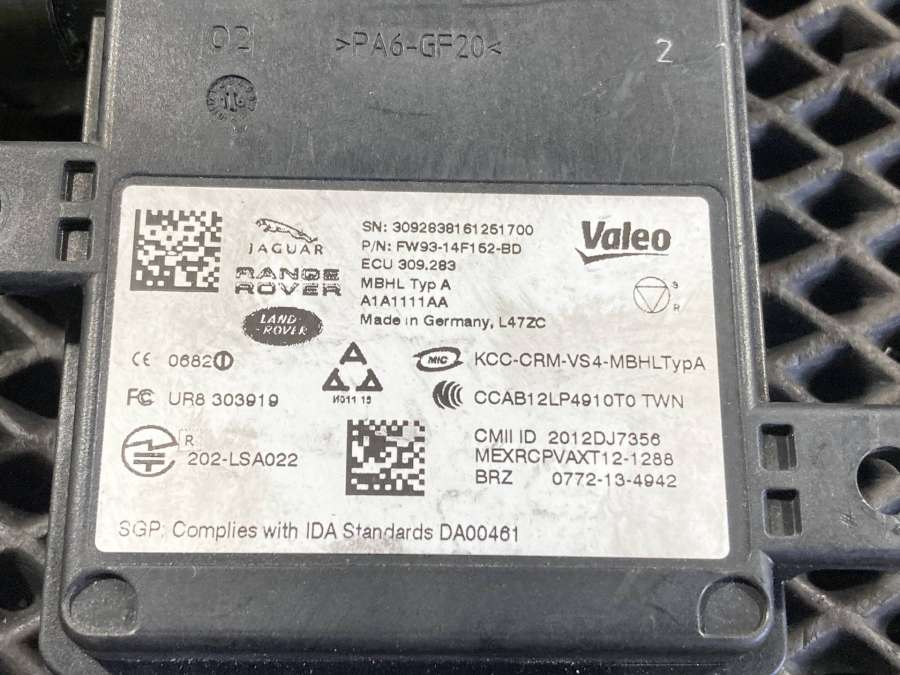 02
>PA6-GF20<
2
SN: 3092838161251700
P/N: FW93-14F152-BD
ECU 309.283
MBHL Typ A
A1A1111AA
Made in Germany, L47ZC
JAGUAR
RANGE
ROVER
LAND-
-ROVER
Valeo
S
R
CE 0682
MIC KCC-CRM-VS4-MBHLTypA
FC UR8 303919
CCAB12LP4910T0 TWN
R
202-LSA022
CMII ID 2012DJ7356
MEXRCPVAXT12-1288
BRZ 0772-13-4942
SGP: Complies with IDA Standards DA00461